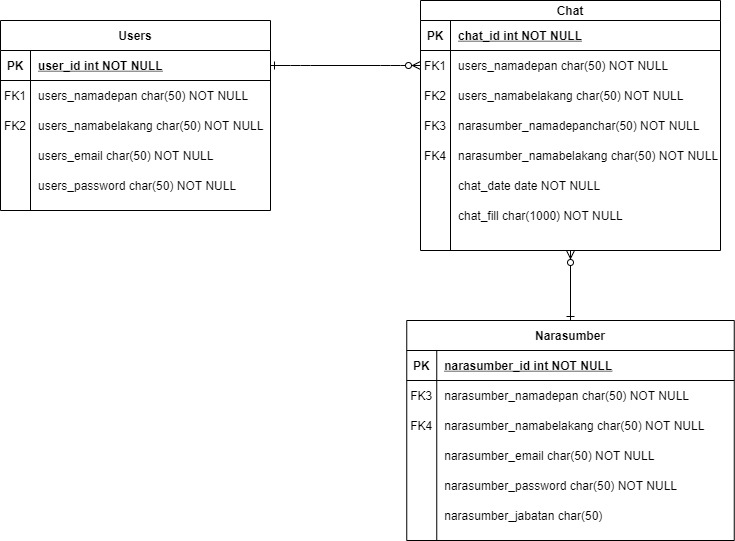 Users
PK user_id int NOT NULL
FK1 users_namadepan char(50) NOT NULL
FK2 users_namabelakang char(50) NOT NULL
users_email char(50) NOT NULL
users_password char(50) NOT NULL
Chat
PK chat_id int NOT NULL
FK1 users_namadepan char(50) NOT NULL
FK2 users_namabelakang char(50) NOT NULL
FK3 narasumber_namadepanchar(50) NOT NULL
FK4 narasumber_namabelakang char(50) NOT NULL
chat_date date NOT NULL
chat_fill char(1000) NOT NULL
Narasumber
PK narasumber_id int NOT NULL
FK3 narasumber_namadepan char(50) NOT NULL
FK4 narasumber_namabelakang char(50) NOT NULL
narasumber_email char(50) NOT NULL
narasumber_password char(50) NOT NULL
narasumber_jabatan char(50)